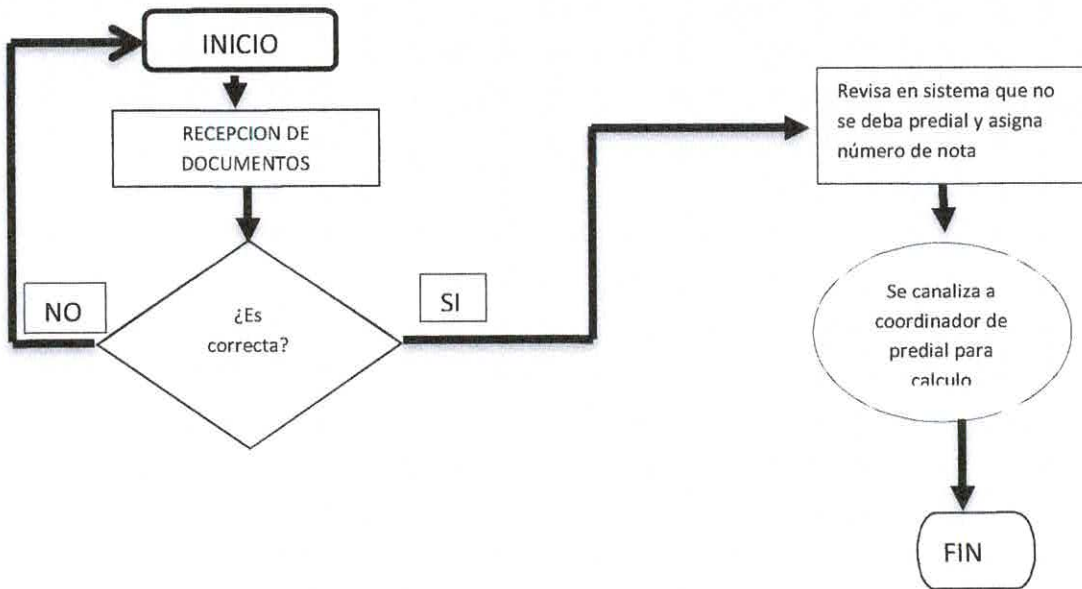 INICIO
RECEPCION DE
DOCUMENTOS
¿Es
correcta?
NO
SI
Revisa en sistema que no
se deba predial y asigna
número de nota
Se canaliza a
coordinador de
predial para
calculo
FIN